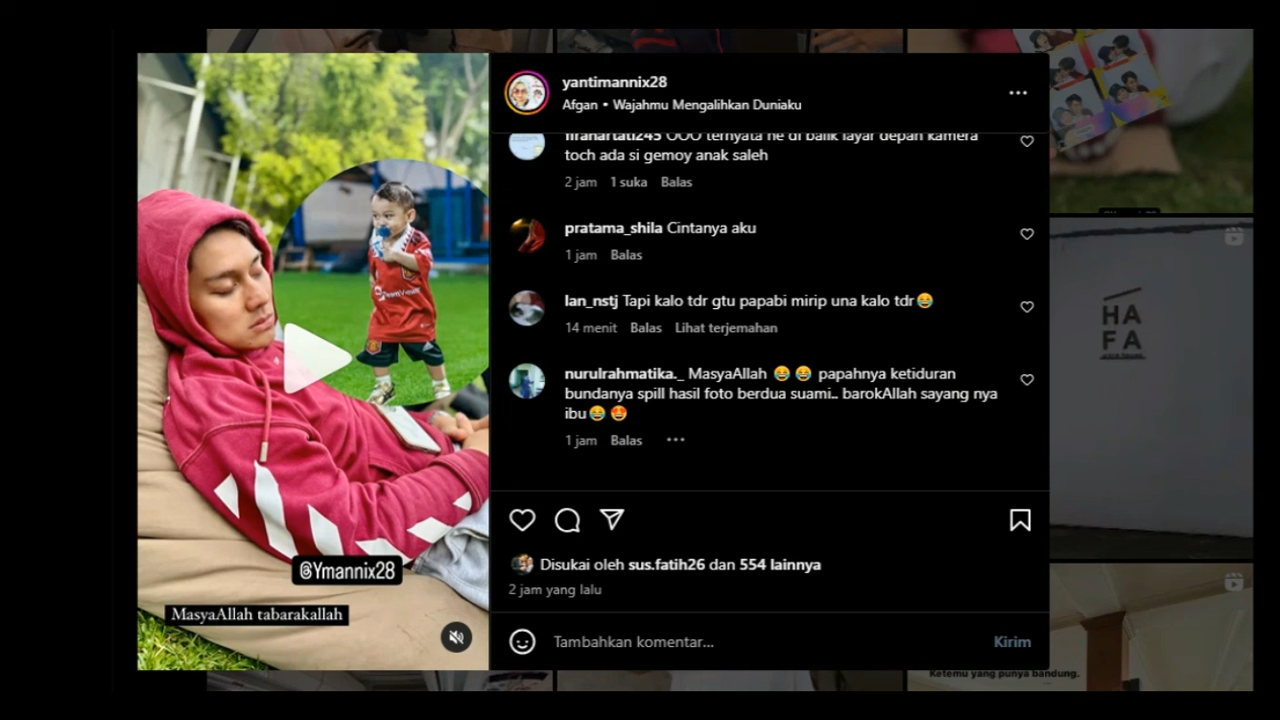 yantimannix28
Afgan • Wajahmu Mengalihkan Duniaku
firahartati245 OOO ternyata ne di balik layar depan kamera
toch ada si gemoy anak saleh
2 jam 1 suka Balas
pratama_shila Cintanya aku
1 jam Balas
lan_nstj Tapi kalo tdr gtu papabi mirip una kalo tdr😂
14 menit Balas Lihat terjemahan
nurulrahmatika._ MasyaAllah 😂 😂 papahnya ketiduran
bundanya spill hasil foto berdua suami.. barokAllah sayang nya
ibu😂 😍
1 jam Balas •••
Disukai oleh sus.fatih26 dan 554 lainnya
2 jam yang lalu
Tambahkan komentar...
Kirim
@Ymannix28
MasyaAllah tabarakallah
TeamViewer
HA
FA
Ketemu yang punya bandung.